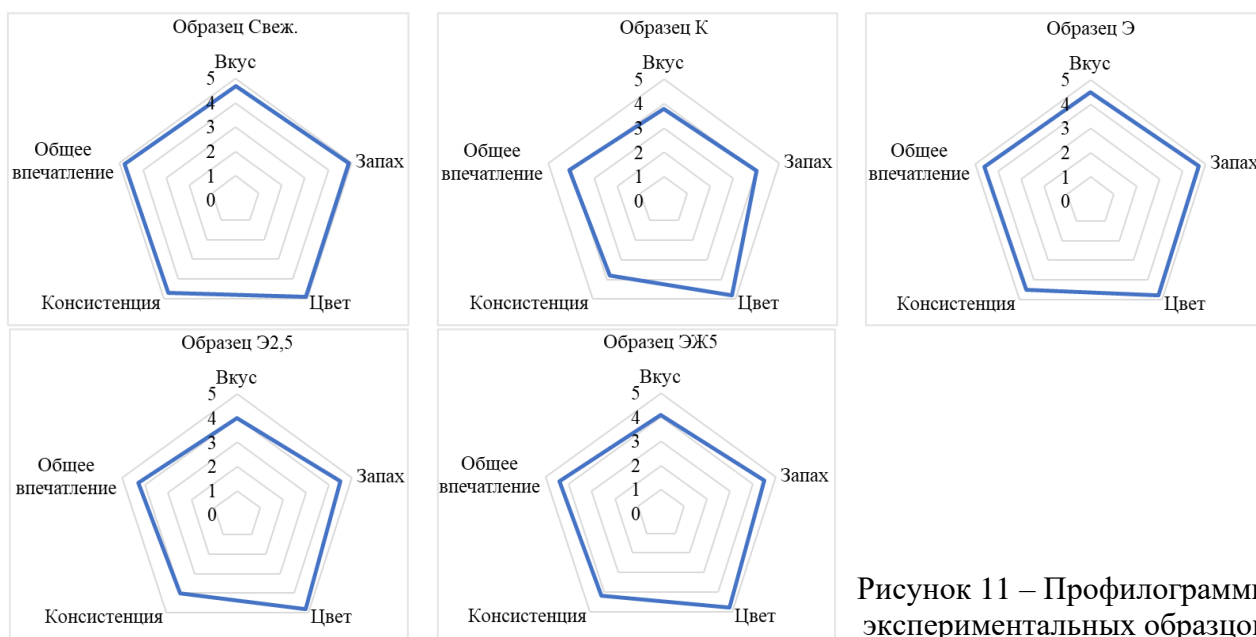 Образец Свеж.
Вкус
5
4
3
2
1
0
Запах
Цвет
Консистенция
Общее
впечатление
Образец К
Вкус
5
4
3
2
1
0
Запах
Цвет
Консистенция
Общее
впечатление
Образец Э
Вкус
5
4
3
2
1
0
Запах
Цвет
Консистенция
Общее
впечатление
Образец Э2,5
Вкус
5
4
3
2
1
0
Запах
Цвет
Консистенция
Общее
впечатление
Образец ЭЖ5
Вкус
5
4
3
2
1
0
Запах
Цвет
Консистенция
Общее
впечатление
Рисунок 11 – Профилограммы
экспериментальных образцо